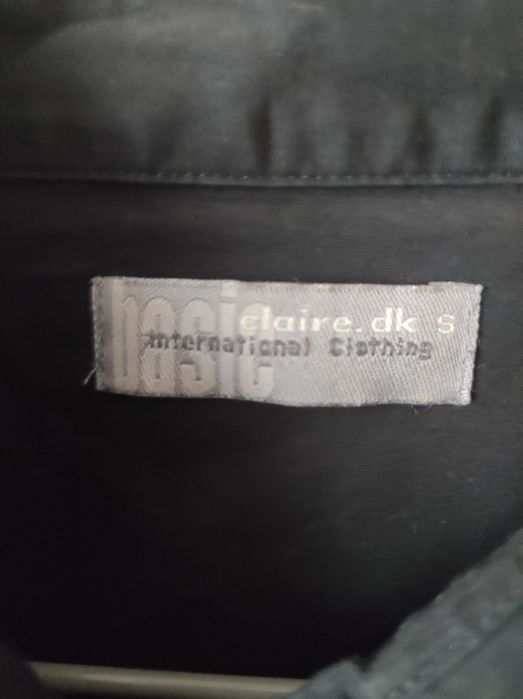 basic
claire.dk S
International Clothing